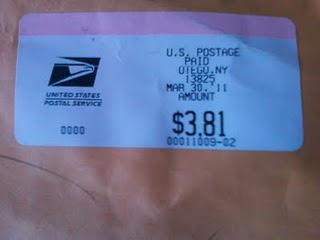 U.S. POSTAGE
PAID
OTEGO, NY
13825
MAR 30, 11
AMOUNT
$3.81
00011009-02
UNITED STATES
POSTAL SERVICE
0000